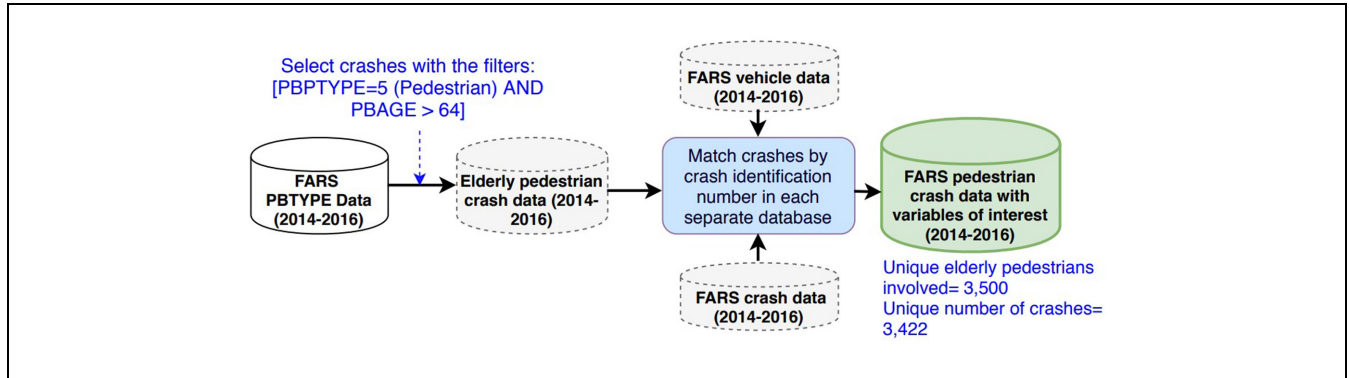 Select crashes with the filters:
[PBPTYPE=5 (Pedestrian) AND
PBAGE > 64]
FARS
PBTYPE Data
(2014-2016)
Elderly pedestrian
crash data (2014-
2016)
FARS vehicle data
(2014-2016)
Match crashes by
crash identification
number in each
separate database
FARS crash data
(2014-2016)
FARS pedestrian
crash data with
variables of interest
(2014-2016)
Unique elderly pedestrians
involved= 3,500
Unique number of crashes=
3,422